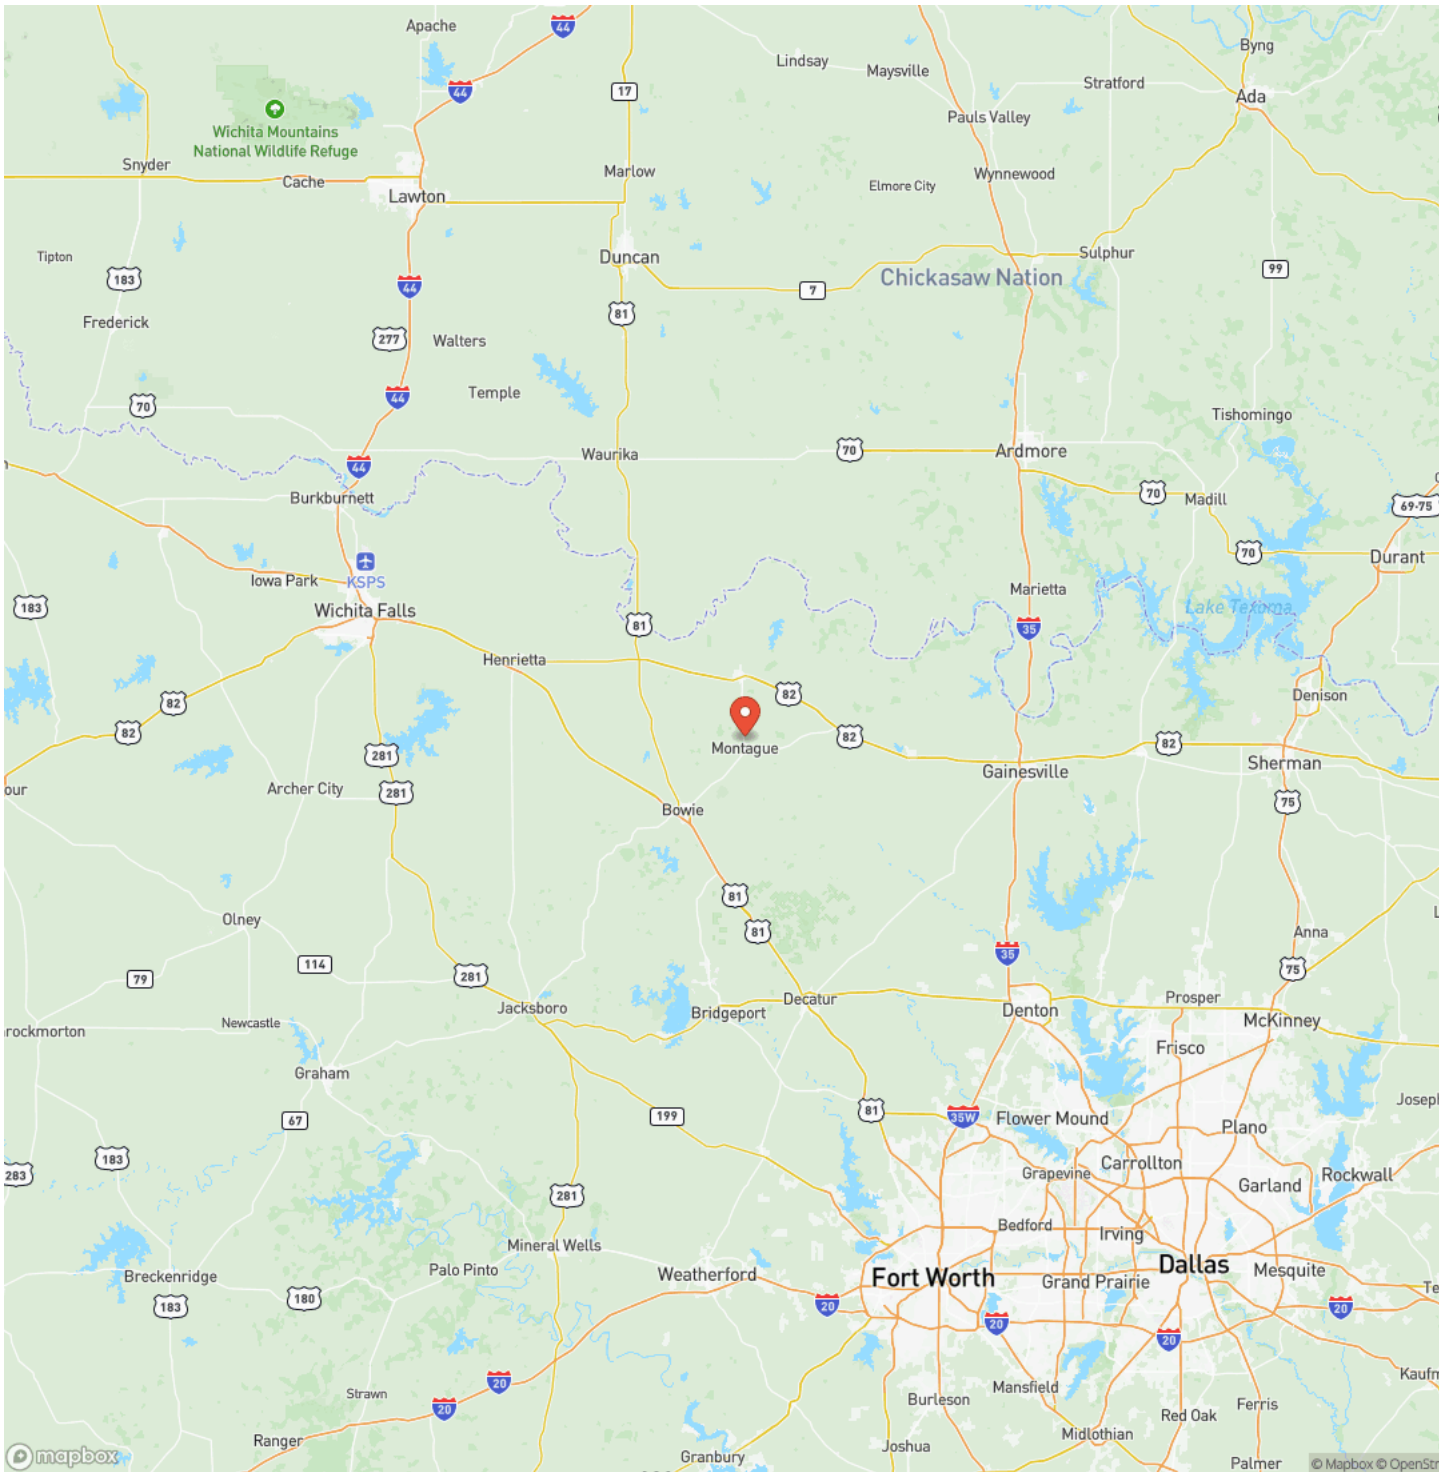 Apache
44
Byng
Lindsay
Maysville
Stratford
44
17
Ada
Pauls Valley
Wichita Mountains
National Wildlife Refuge
Snyder
Cache
Marlow
Wynnewood
Elmore City
Lawton
Tipton
Duncan
Sulphur
183
44
Chickasaw Nation
99
7
Frederick
81
277
Walters
Temple
44
70
Tishomingo
Waurika
70
Ardmore
44
Burkburnett
70
Madill
69-75
Iowa Park
KSPS
70
Durant
183
Wichita Falls
81
Marietta
Lake Texoma
35
Henrietta
82
82
Denison
82
281
Montague
82
82
Sherman
our
Archer City
281
Gainesville
75
Bowie
81
Olney
81
Anna
79
114
281
35
75
Jacksboro
Bridgeport
Decatur
Denton
Prosper
McKinney
rockmorton
Newcastle
Frisco
Graham
67
199
81
35W
Flower Mound
Joseph
Plano
183
283
Grapevine
Carrollton
Garland
Rockwall
281
Bedford
Irving
Mineral Wells
Palo Pinto
Weatherford
Fort Worth
Grand Prairie
Dallas
Mesquite
Breckenridge
183
180
20
20
20
20
Te
Strawn
20
20
Mansfield
Burleson
Kaufm
Ferris
Red Oak
Ranger
Midlothian
Joshua
Granbury
Palmer
mapbox
© Mapbox © OpenStr